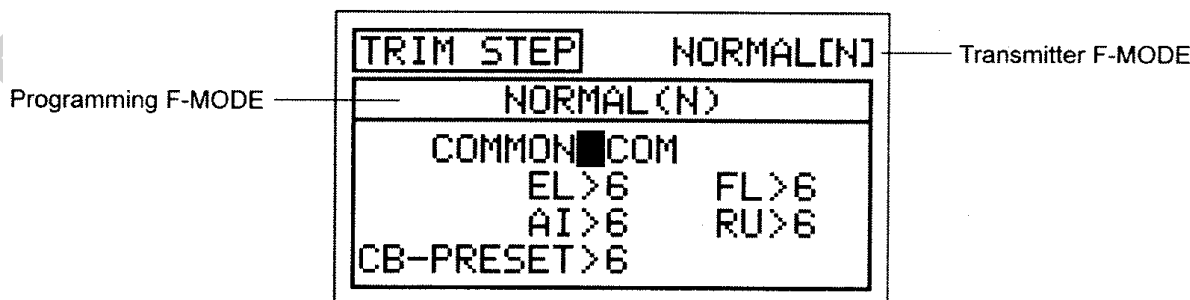 TRIM STEP NORMAL[N] Transmitter F-MODE
Programming F-MODE NORMAL(N)
COMMON COM
EL>6 FL>6
AI>6 RU>6
CB-PRESET>6